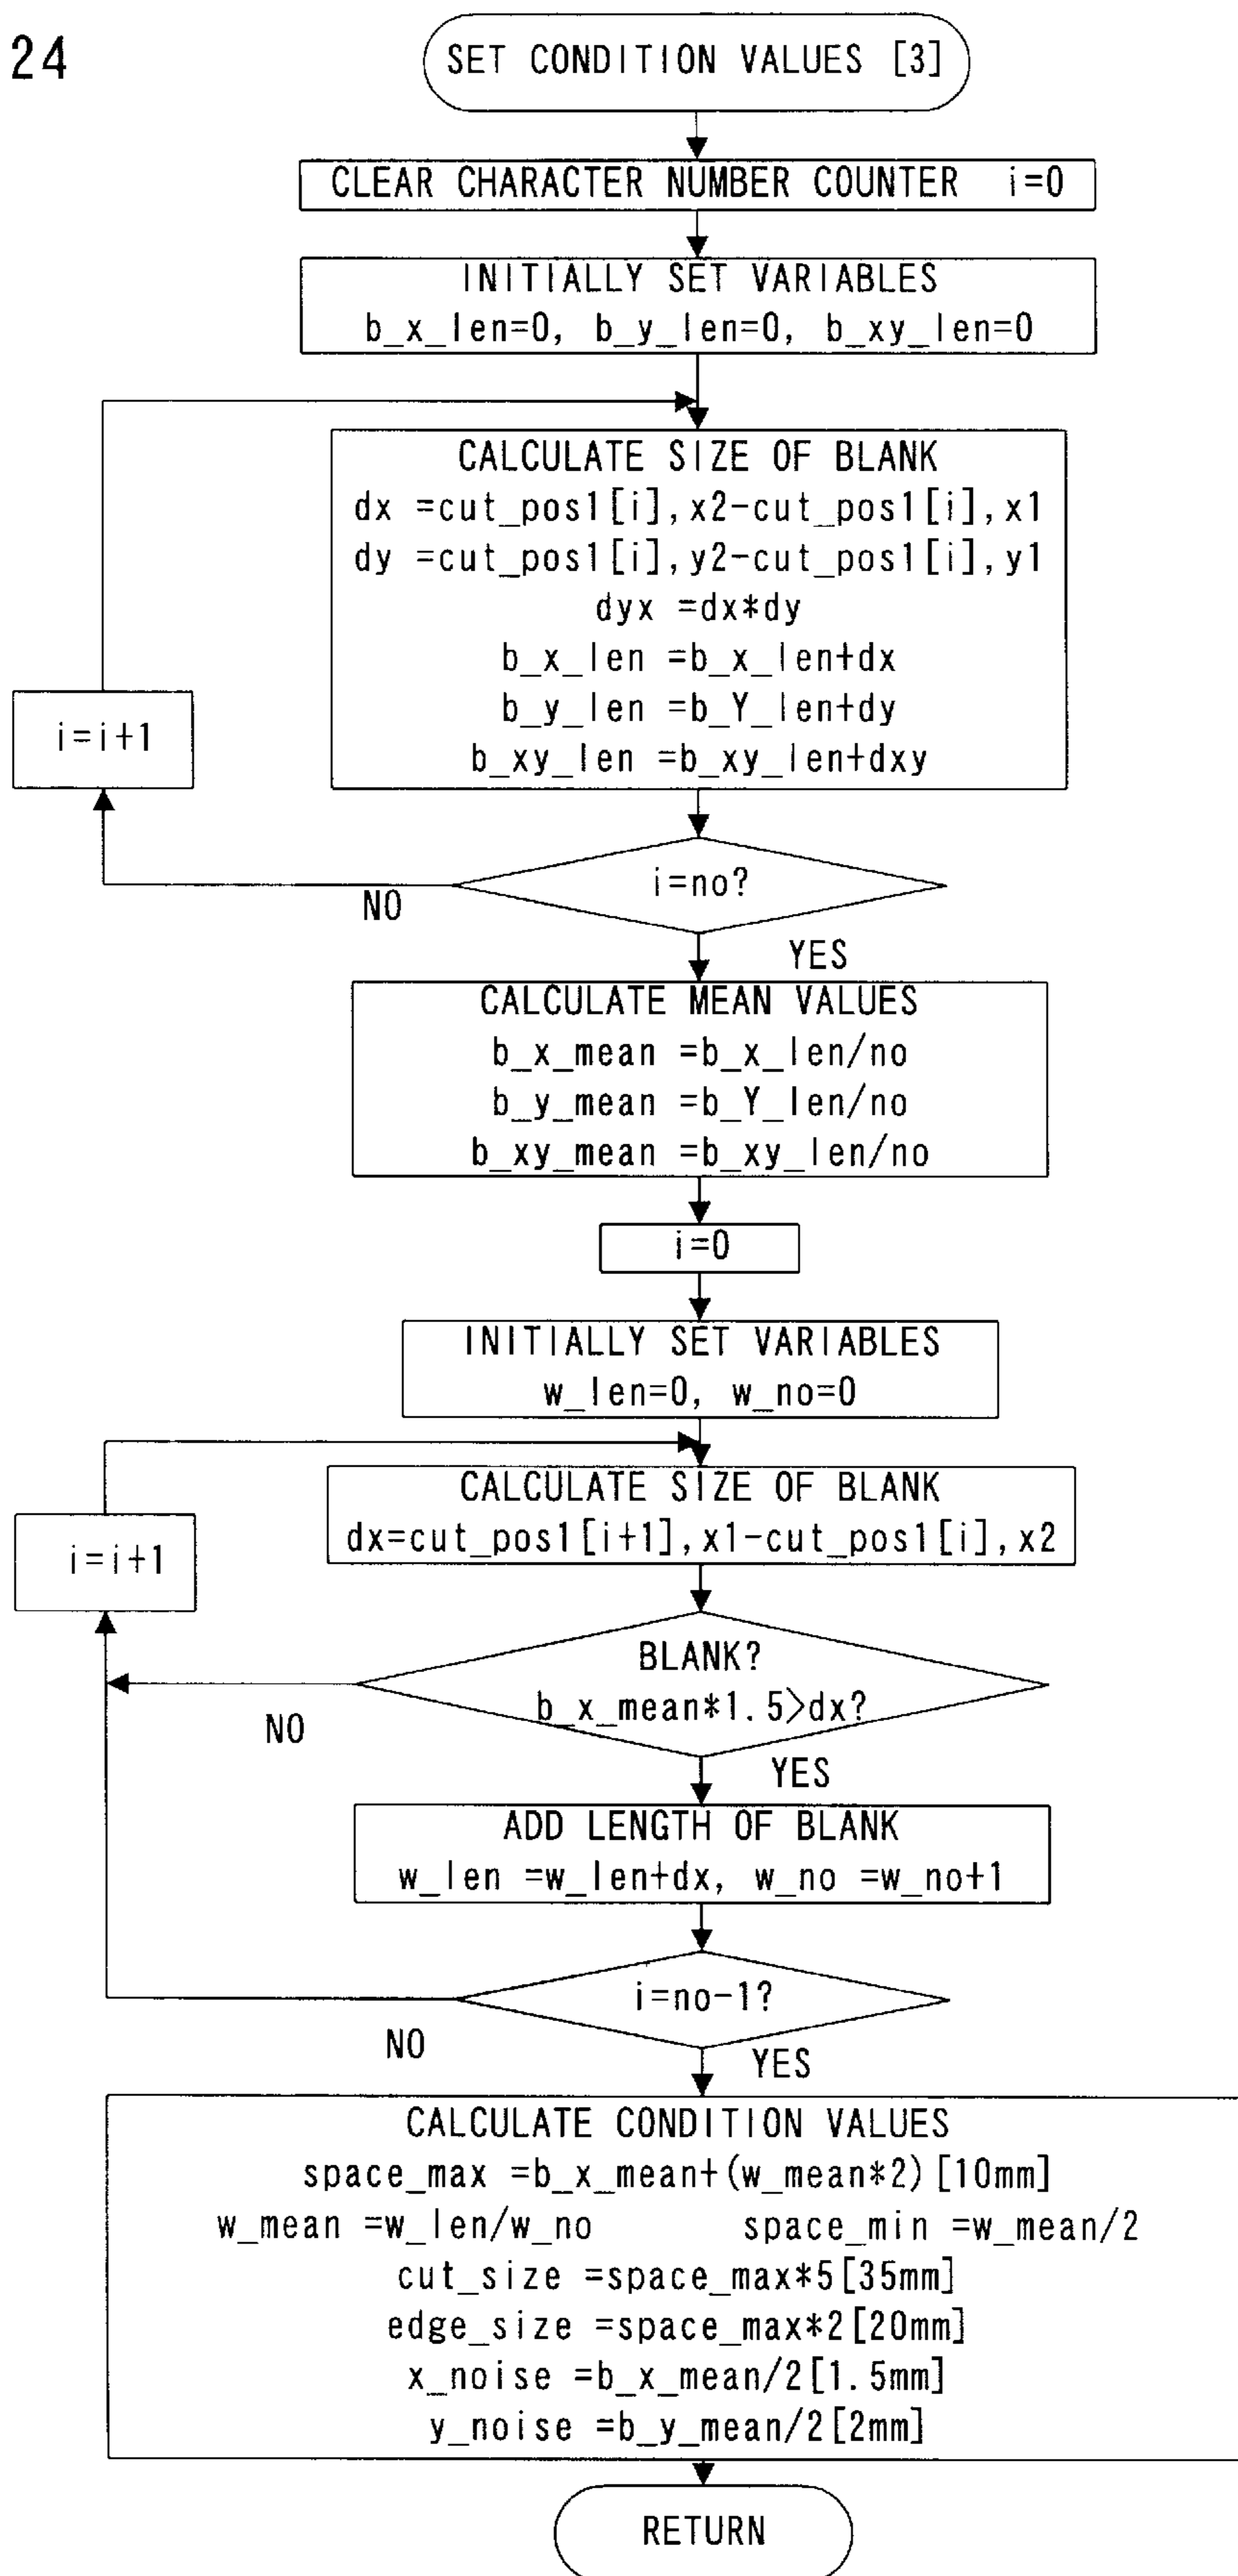 24
SET CONDITION VALUES [3]
CLEAR CHARACTER NUMBER COUNTER i=0
INITIALLY SET VARIABLES
b_x_len=0, b_y_len=0, b_xy_len=0
CALCULATE SIZE OF BLANK
dx =cut_pos1[i],x2-cut_pos1[i],x1
dy =cut_pos1[i],y2-cut_pos1[i],y1
dyx =dx*dy
b_x_len =b_x_len+dx
b_y_len =b_Y_len+dy
b_xy_len =b_xy_len+dxy
i=i+1
i=no?
NO
YES
CALCULATE MEAN VALUES
b_x_mean =b_x_len/no
b_y_mean =b_Y_len/no
b_xy_mean =b_xy_len/no
i=0
INITIALLY SET VARIABLES
w_len=0, w_no=0
CALCULATE SIZE OF BLANK
dx=cut_pos1[i+1],x1-cut_pos1[i],x2
i=i+1
BLANK?
b_x_mean*1.5>dx?
NO
YES
ADD LENGTH OF BLANK
w_len =w_len+dx, w_no =w_no+1
i=no-1?
NO
YES
CALCULATE CONDITION VALUES
space_max =b_x_mean+(w_mean*2)[10mm]
w_mean =w_len/w_no space_min =w_mean/2
cut_size =space_max*5[35mm]
edge_size =space_max*2[20mm]
x_noise =b_x_mean/2[1.5mm]
y_noise =b_y_mean/2[2mm]
RETURN